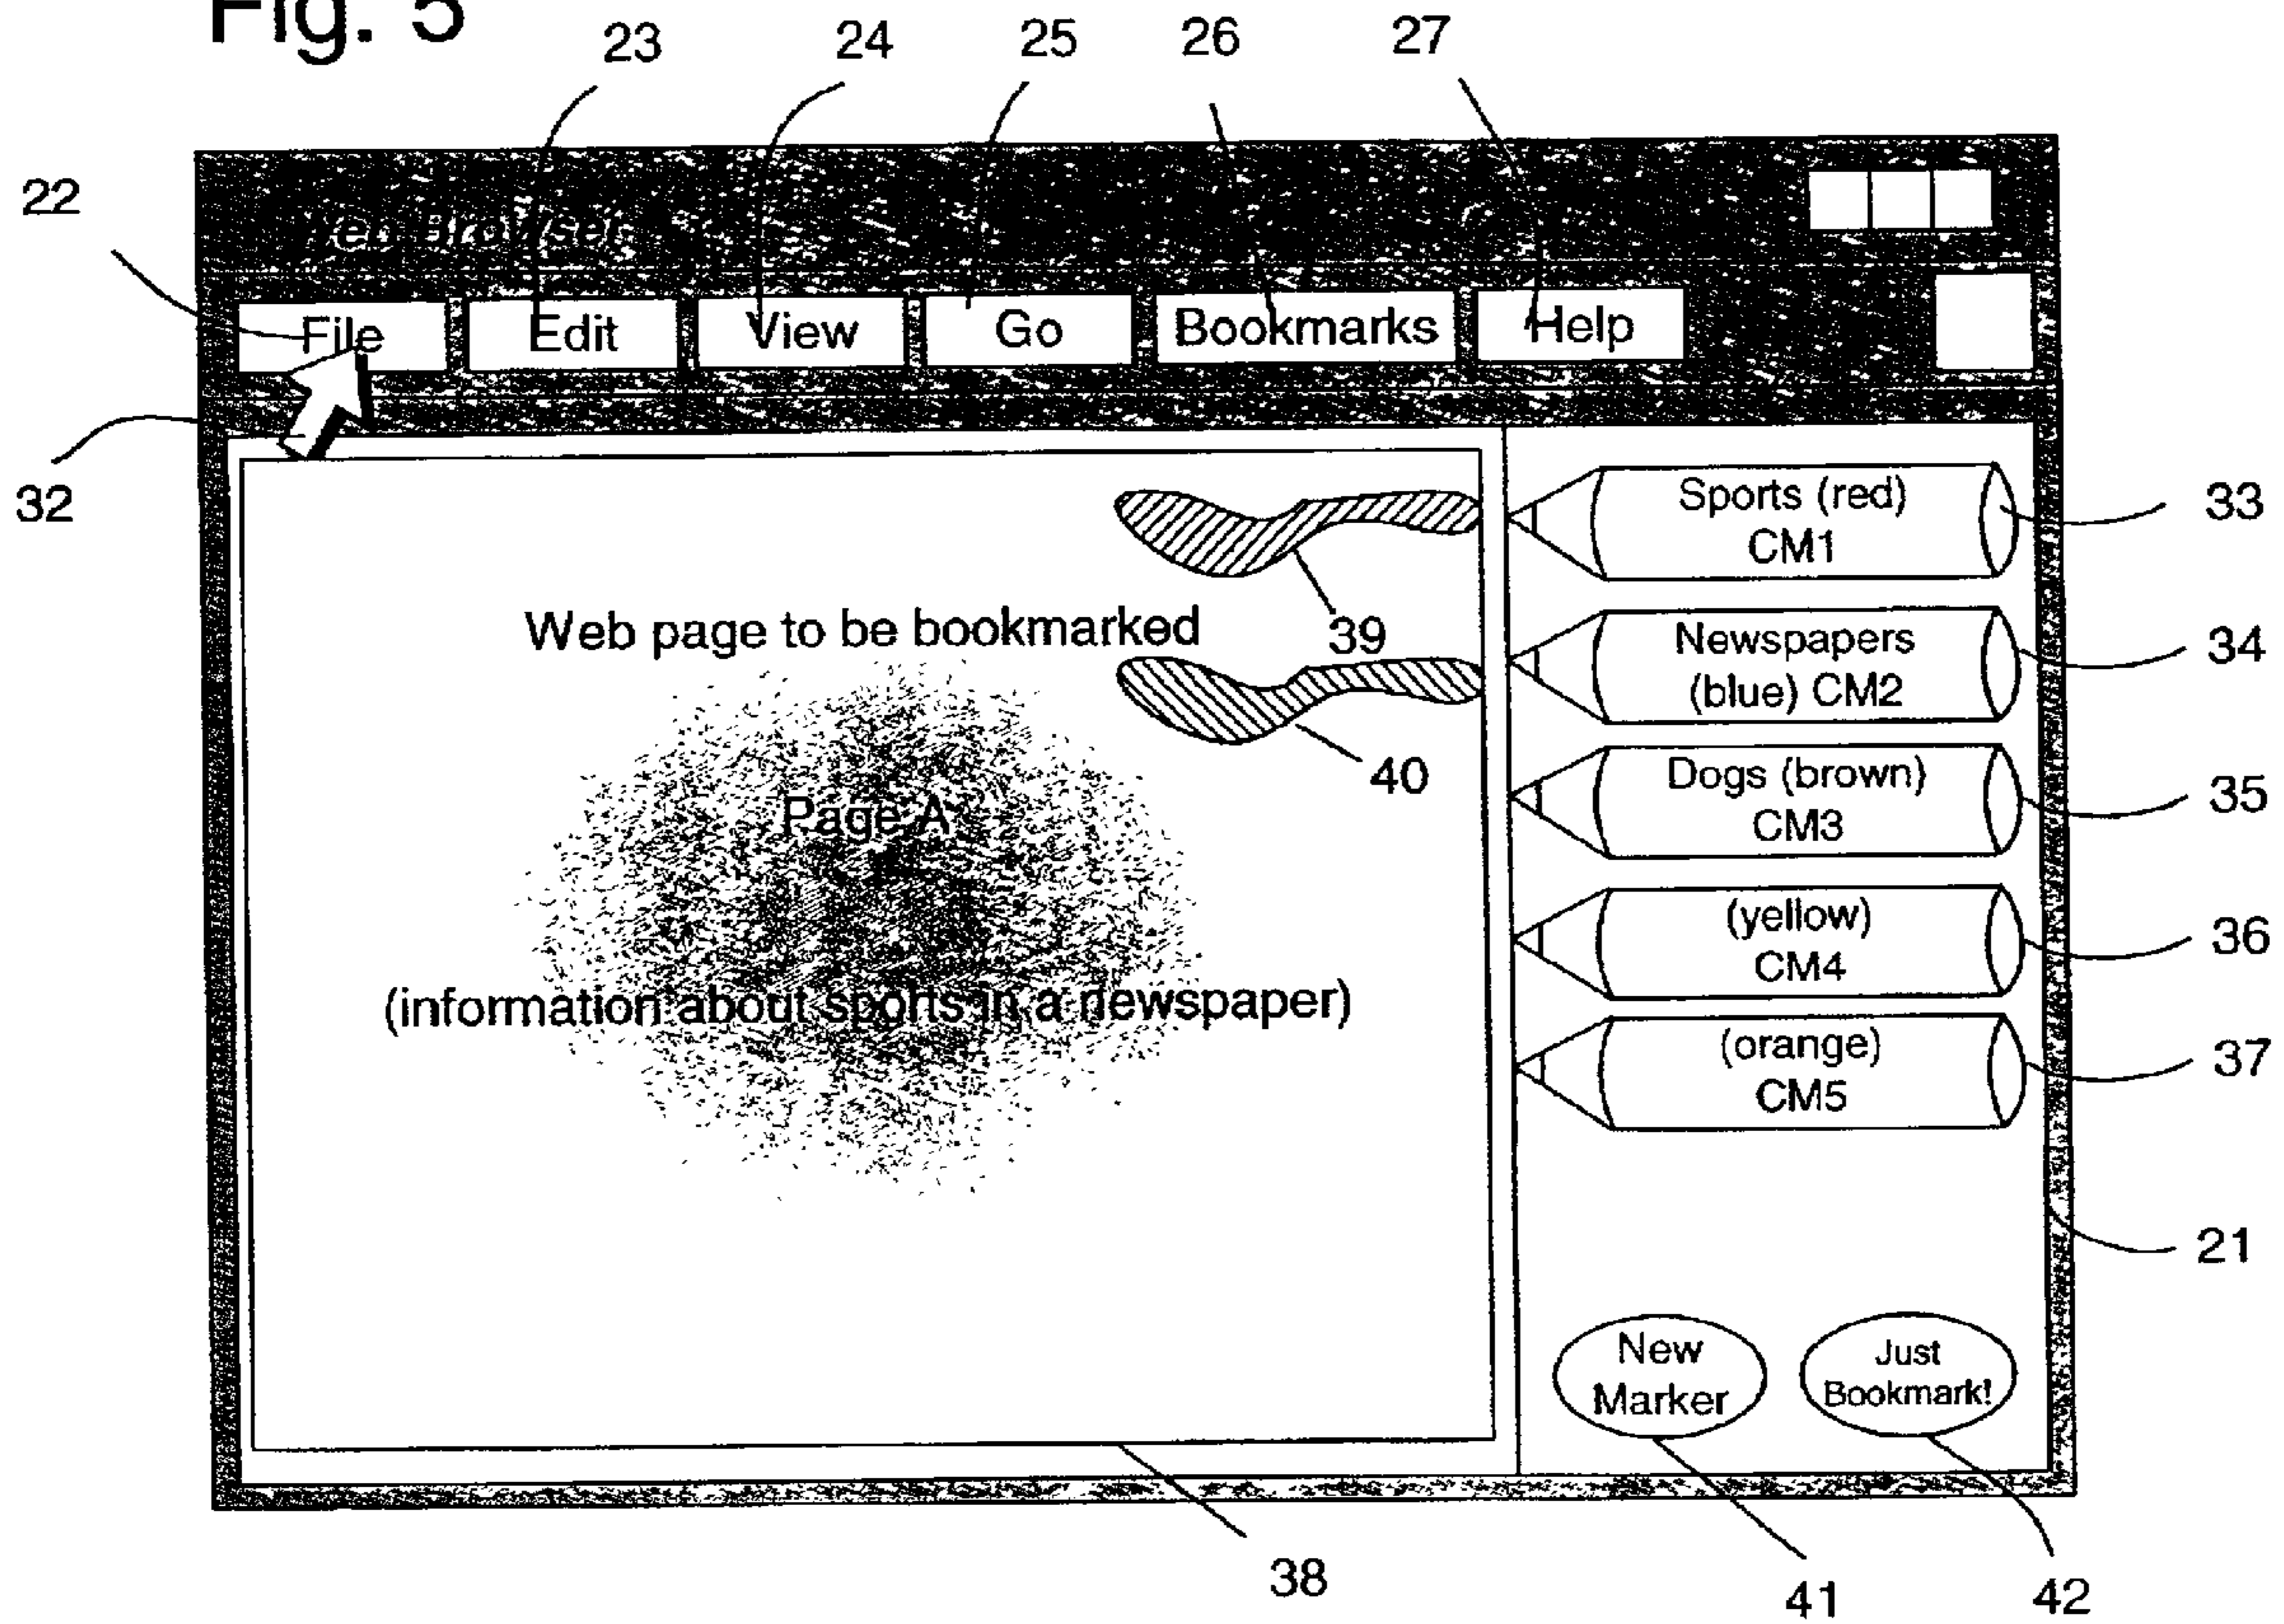 Fig. 5
23 24 25 26 27
22
Web Browser
File Edit View Go Bookmarks Help
32
Sports (red)
CM1
33
39
Web page to be bookmarked
Newspapers
(blue) CM2
34
40
Page A
Dogs (brown)
CM3
35
(yellow)
CM4
36
(information about sports in a newspaper)
(orange)
CM5
37
21
New
Marker
Just
Bookmark!
38
41
42